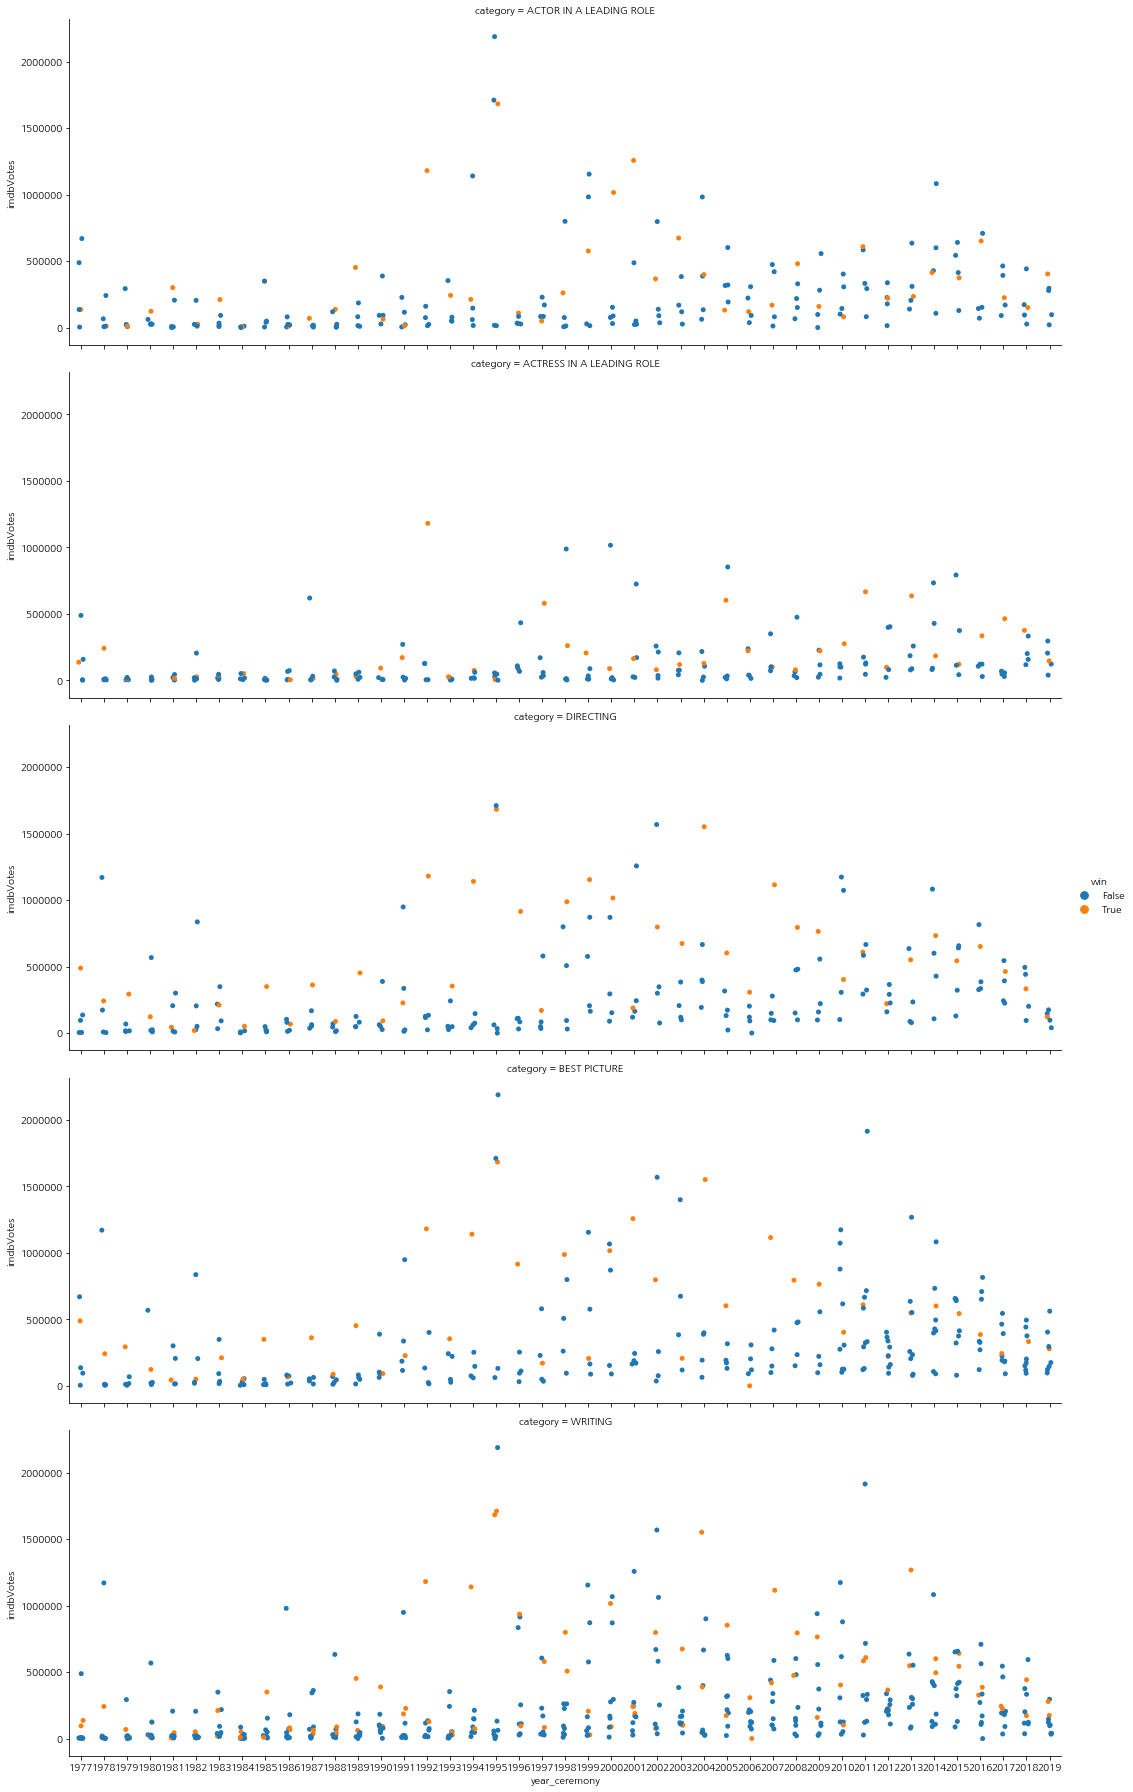 category = ACTOR IN A LEADING ROLE
2000000
1500000
1000000
500000
0
imdbVotes
category = ACTRESS IN A LEADING ROLE
2000000
1500000
1000000
500000
0
imdbVotes
category = DIRECTING
2000000
1500000
1000000
500000
0
imdbVotes
win
False
True
category = BEST PICTURE
2000000
1500000
1000000
500000
0
imdbVotes
category = WRITING
2000000
1500000
1000000
500000
0
imdbVotes
1977 1978 1979 1980 1981 1982 1983 1984 1985 1986 1987 1988 1989 1990 1991 1992 1993 1994 1995 1996 1997 1998 1999 2000 2001 2002 2003 2004 2005 2006 2007 2008 2009 2010 2011 2012 2013 2014 2015 2016 2017 2018 2019
year_ceremony